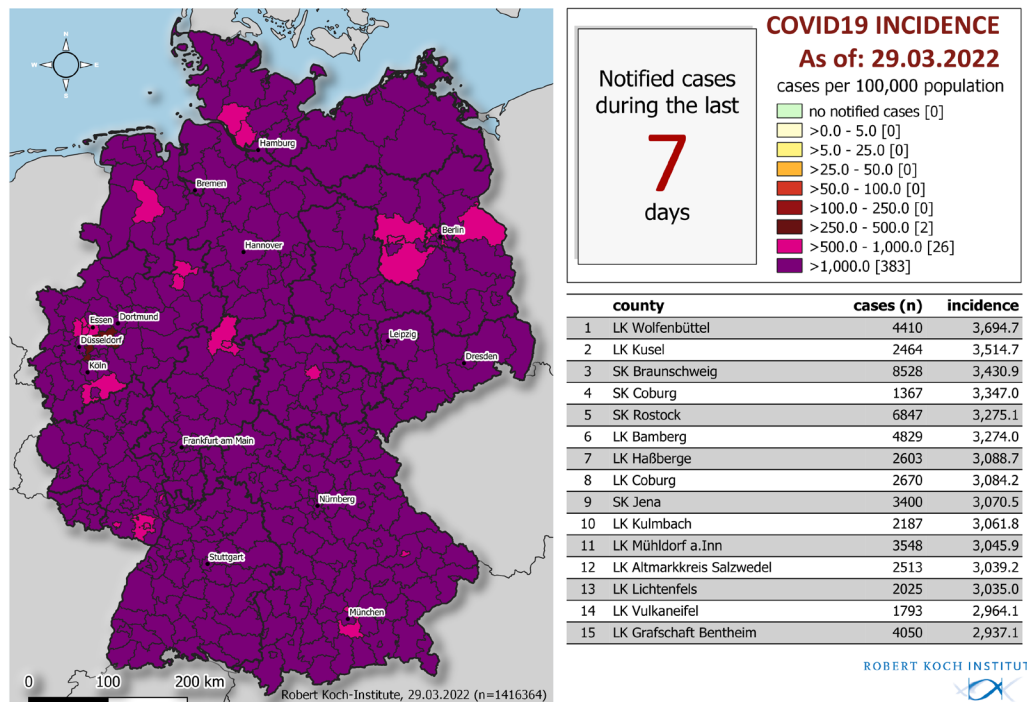 N
W
E
S
Hamburg
Bremen
Berlin
Hannover
Essen
Dortmund
Düsseldorf
Köln
Leipzig
Dresden
Frankfurt am Main
Nürnberg
Stuttgart
München
0 100 200 km
Robert Koch-Institute, 29.03.2022 (n=1416364)
Notified cases
during the last
7
days
COVID19 INCIDENCE
As of: 29.03.2022
cases per 100,000 population
no notified cases [0]
>0.0 - 5.0 [0]
>5.0 - 25.0 [0]
>25.0 - 50.0 [0]
>50.0 - 100.0 [0]
>100.0 - 250.0 [0]
>250.0 - 500.0 [2]
>500.0 - 1,000.0 [26]
>1,000.0 [383]
county cases (n) incidence
1 LK Wolfenbüttel 4410 3,694.7
2 LK Kusel 2464 3,514.7
3 SK Braunschweig 8528 3,430.9
4 SK Coburg 1367 3,347.0
5 SK Rostock 6847 3,275.1
6 LK Bamberg 4829 3,274.0
7 LK Haßberge 2603 3,088.7
8 LK Coburg 2670 3,084.2
9 SK Jena 3400 3,070.5
10 LK Kulmbach 2187 3,061.8
11 LK Mühldorf a.Inn 3548 3,045.9
12 LK Altmarkkreis Salzwedel 2513 3,039.2
13 LK Lichtenfels 2025 3,035.0
14 LK Vulkaneifel 1793 2,964.1
15 LK Grafschaft Bentheim 4050 2,937.1
ROBERT KOCH INSTITUT